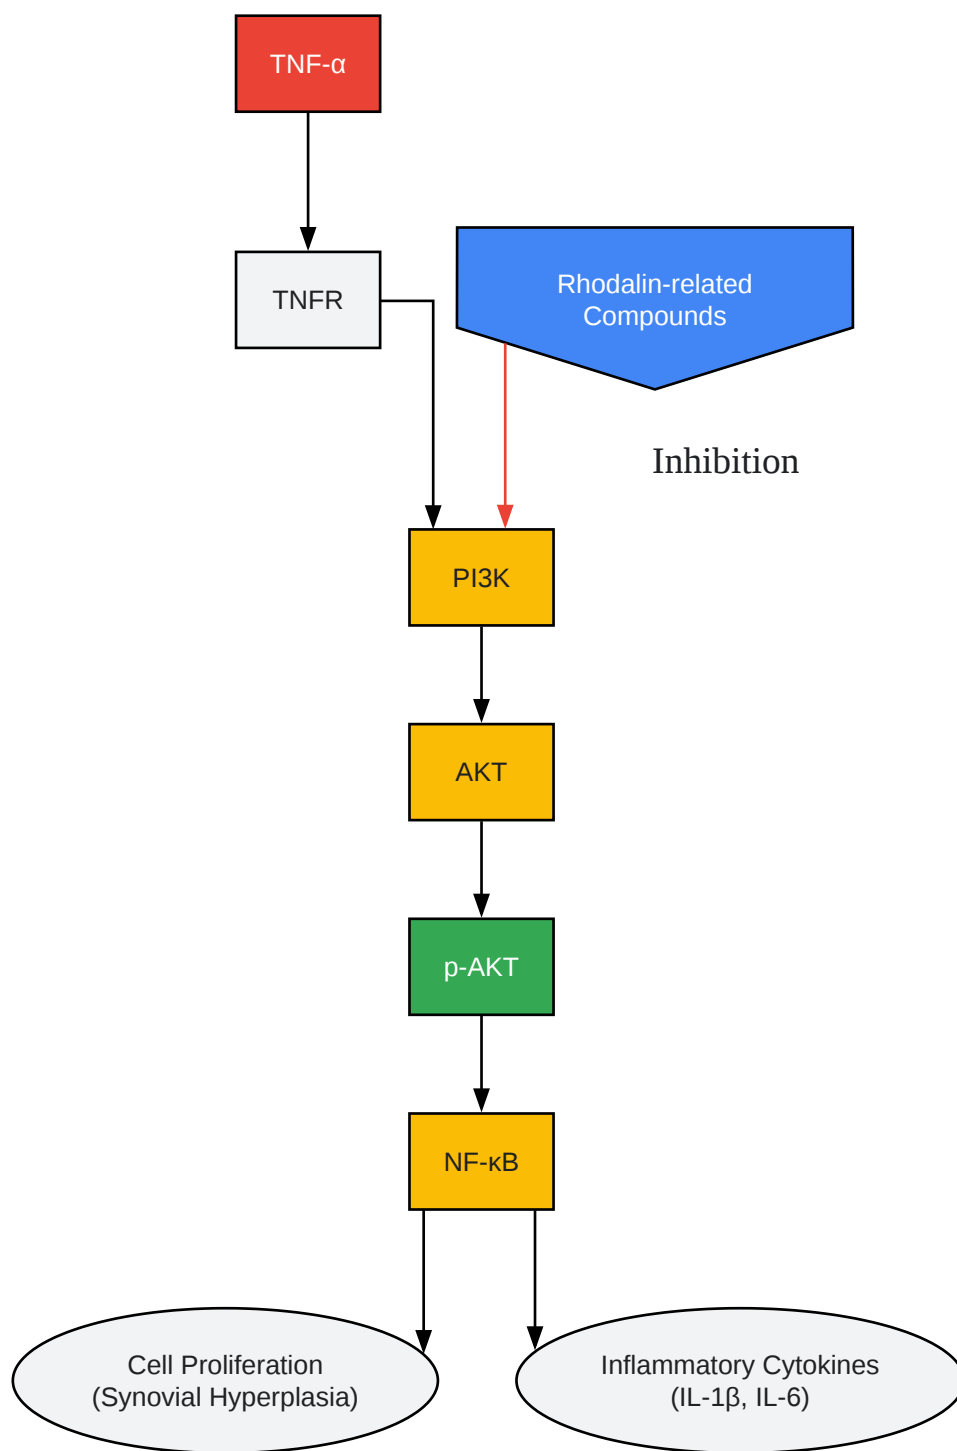 TNF-α
TNFR
Rhodalin-related
Compounds
Inhibition
PI3K
AKT
p-AKT
NF-κB
Cell Proliferation
(Synovial Hyperplasia)
Inflammatory Cytokines
(IL-1β, IL-6)